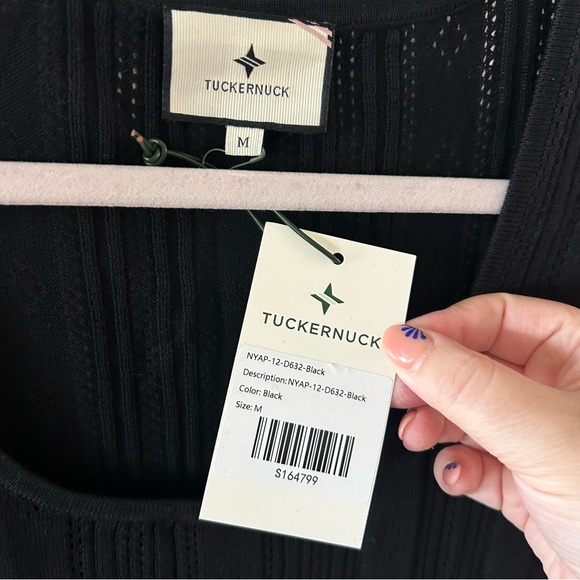 TUCKERNUCK
M
TUCKERNUCK
NYAP-12-D632-Black
Description:NYAP-12-D632-Black
Color: Black
Size: M
S164799